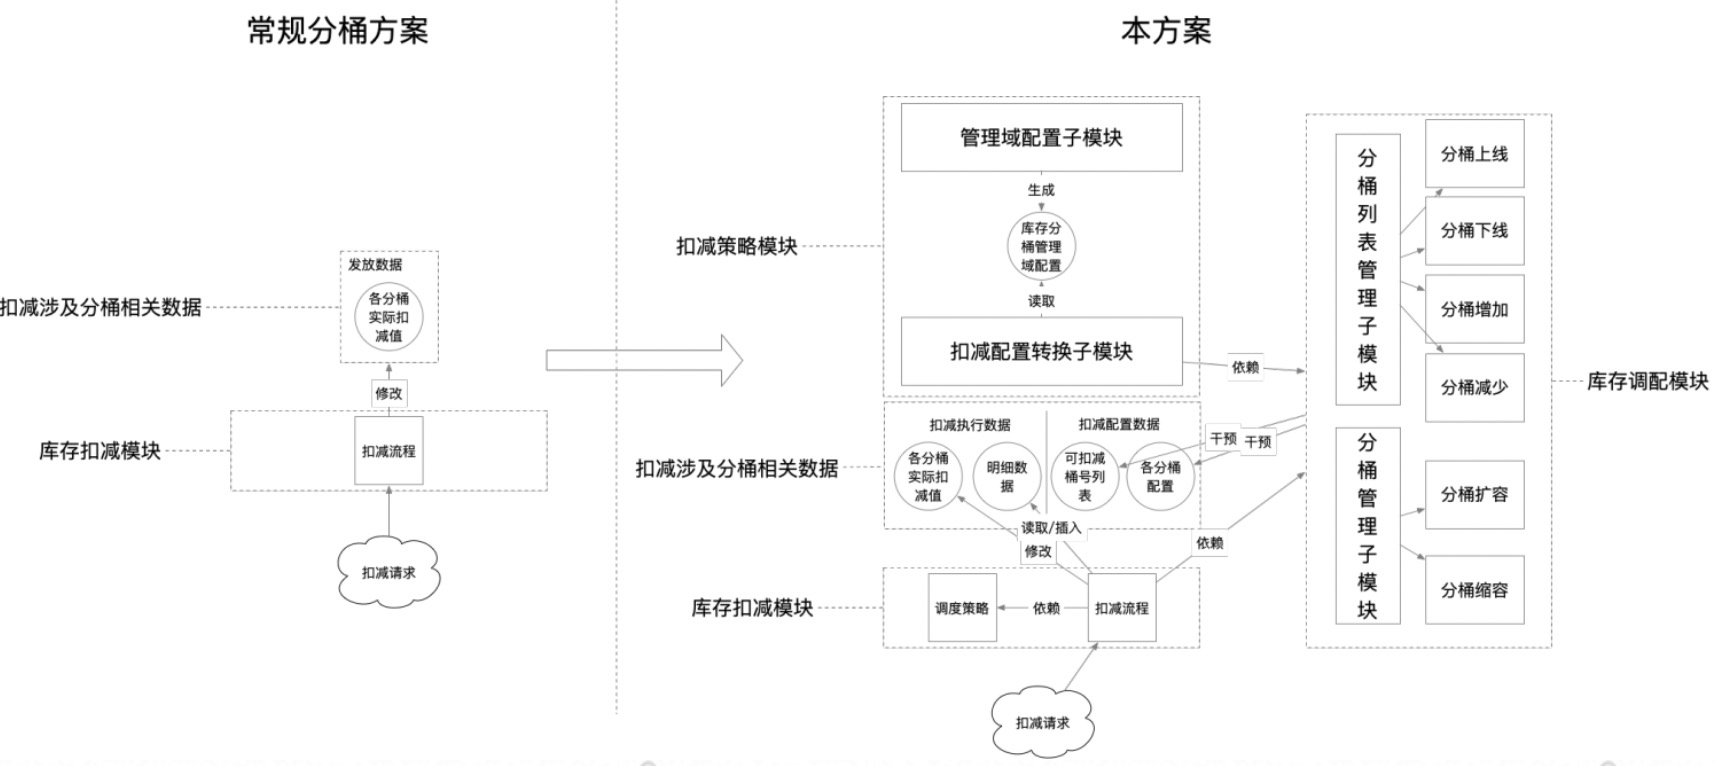 常规分桶方案
本方案
扣减涉及分桶相关数据
发放数据
各分桶
实际扣
减值
修改
库存扣减模块
扣减流程
扣减请求
扣减策略模块
管理域配置子模块
生成
库存分
桶管理
域配置
读取
扣减配置转换子模块
依赖
扣减涉及分桶相关数据
扣减执行数据
各分桶
实际扣
减值
明细数
据
扣减配置数据
可扣减
桶号列
表
各分桶
配置
干预
干预
读取/插入
修改
依赖
库存扣减模块
调度策略
依赖
扣减流程
扣减请求
分
桶
列
表
管
理
子
模
块
分桶上线
分桶下线
分桶增加
分桶减少
库存调配模块
分
桶
管
理
子
模
块
分桶扩容
分桶缩容